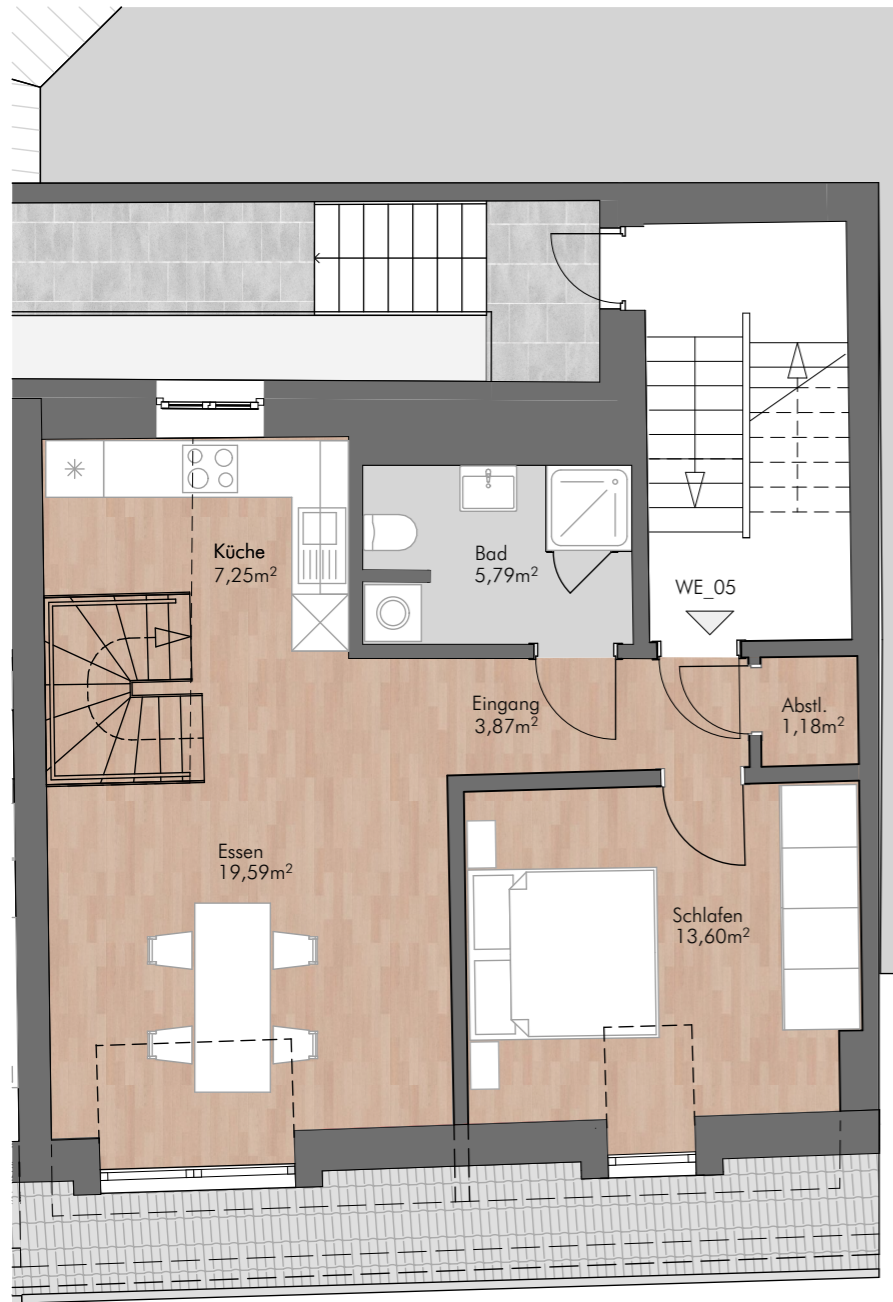 Küche
7,25m²
Bad
5,79m²
WE_05
Eingang
3,87m²
Abstl.
1,18m²
Essen
19,59m²
Schlafen
13,60m²